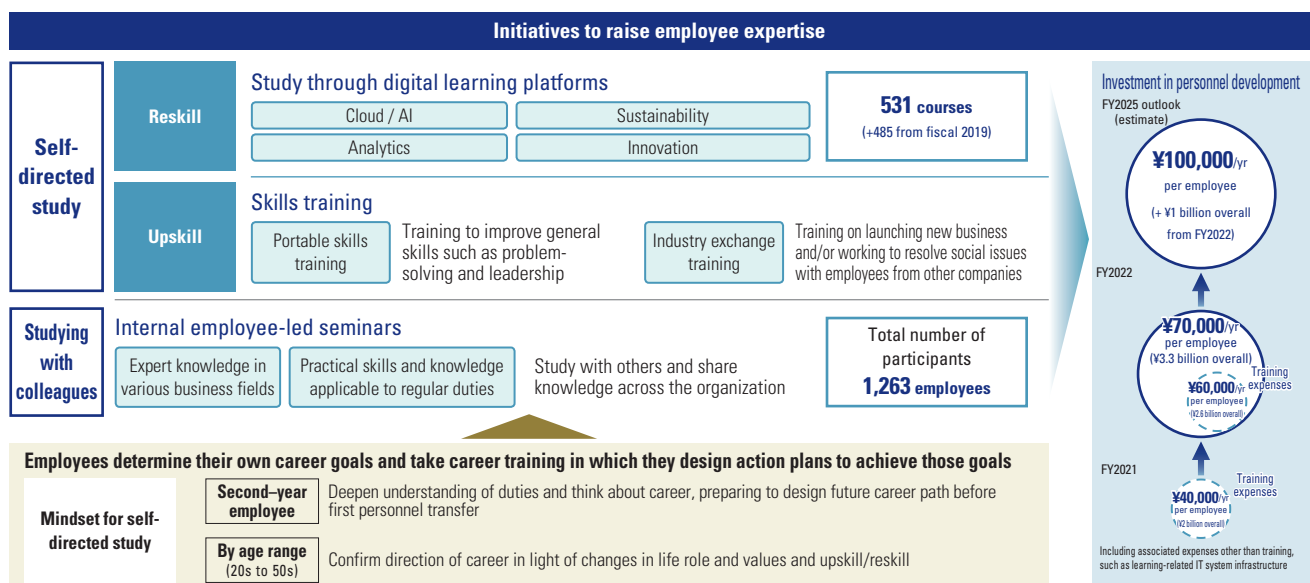 Initiatives to raise employee expertise
Self-
directed
study
Reskill
Study through digital learning platforms
Cloud / AI
Sustainability
Analytics
Innovation
531 courses
(+485 from fiscal 2019)
Upskill
Skills training
Portable skills
training
Training to improve general
skills such as problem-
solving and leadership
Industry exchange
training
Training on launching new business
and/or working to resolve social issues
with employees from other companies
Studying
with
colleagues
Internal employee-led seminars
Expert knowledge in
various business fields
Practical skills and knowledge
applicable to regular duties
Study with others and share
knowledge across the organization
Total number of
participants
1,263 employees
Employees determine their own career goals and take career training in which they design action plans to achieve those goals
Mindset for self-
directed study
Second–year
employee
Deepen understanding of duties and think about career, preparing to design future career path before
first personnel transfer
By age range
(20s to 50s)
Confirm direction of career in light of changes in life role and values and upskill/reskill
Investment in personnel development
FY2025 outlook
(estimate)
¥100,000/yr
per employee
(+ ¥1 billion overall
from FY2022)
FY2022
¥70,000/yr
per employee
(¥3.3 billion overall)
¥60,000/yr
per employee
(¥2.6 billion overall)
Training
expenses
FY2021
¥40,000/yr
per employee
(¥2 billion overall)
Training
expenses
Including associated expenses other than training,
such as learning-related IT system infrastructure